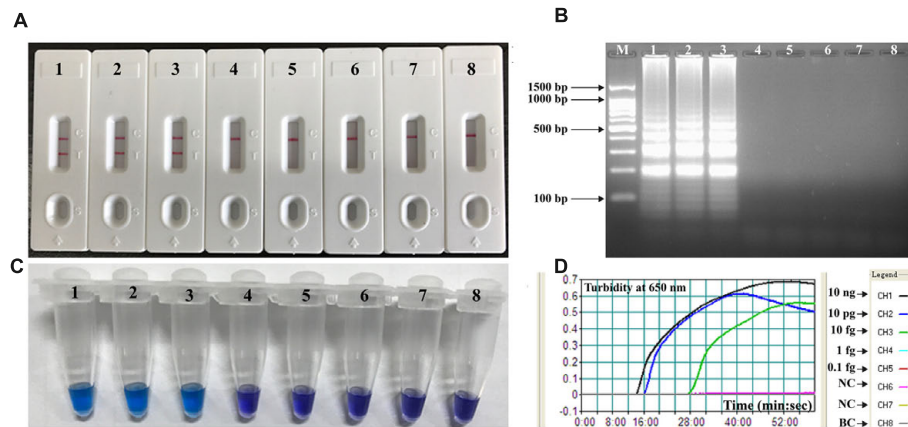 A
1 2 3 4 5 6 7 8
C C C C C C C C
T T T T T T T T
S S S S S S S S
B
M 1 2 3 4 5 6 7 8
1500 bp
1000 bp
500 bp
100 bp
C
1 2 3 4 5 6 7 8
D
Turbidity at 650 nm
0.7
0.6
0.5
0.4
0.3
0.2
0.1
0
-0.1
0:00 8:00 16:00 28:00 40:00 52:00
Time (min:sec)
Legend
10 ng CH1
10 pg CH2
10 fg CH3
1 fg CH4
0.1 fg CH5
NC CH6
NC CH7
BC CH8